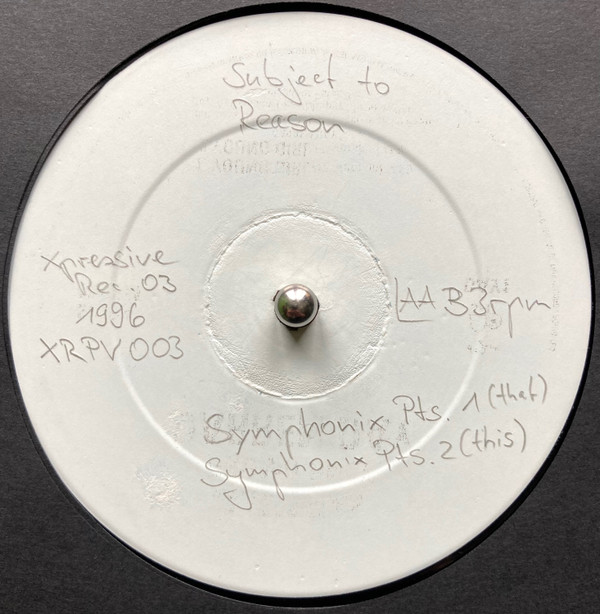 Subject to
Reason
Xpressive
Rec. 03
1996
XRPV 003
AA 33rpm
Symphonix Pts. 1 (that)
Symphonix Pts. 2 (this)